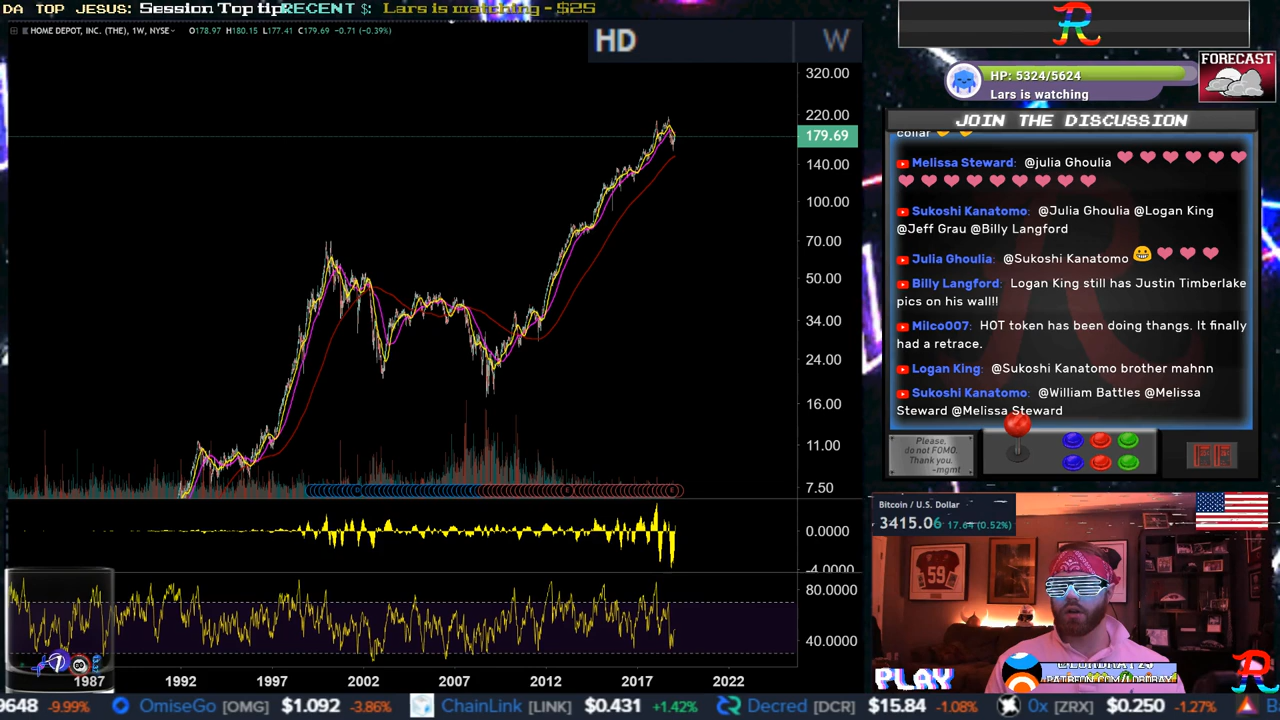 DA TOP JESUS: Session Top tip RECENT $: Lars is watching - $25
HOME DEPOT, INC. (THE), 1W, NYSE O178.97 H180.15 L177.41 C179.69 -0.71 (-0.39%)
HD W
320.00
220.00
179.69
140.00
100.00
70.00
50.00
34.00
24.00
16.00
11.00
7.50
0.0000
-4.0000
80.0000
40.0000
1987 1992 1997 2002 2007 2012 2017 2022
R
HP: 5324/5624
Lars is watching
FORECAST
JOIN THE DISCUSSION
collar
Melissa Steward: @julia Ghoulia
Sukoshi Kanatomo: @Julia Ghoulia @Logan King
@Jeff Grau @Billy Langford
Julia Ghoulia: @Sukoshi Kanatomo
Billy Langford: Logan King still has Justin Timberlake
pics on his wall!!
Milco007: HOT token has been doing thangs. It finally
had a retrace.
Logan King: @Sukoshi Kanatomo brother mahnn
Sukoshi Kanatomo: @William Battles @Melissa
Steward @Melissa Steward
Please,
do not FOMO.
Thank you,
-mgmt
Bitcoin / U.S. Dollar
3415.06 17.64 (0.52%)
59
PLAY
R
9648 -9.99% OmiseGo [OMG] $1.092 -3.86% ChainLink [LINK] $0.431 +1.42% Decred [DCR] $15.84 -1.08% 0x [ZRX] $0.250 -1.27%